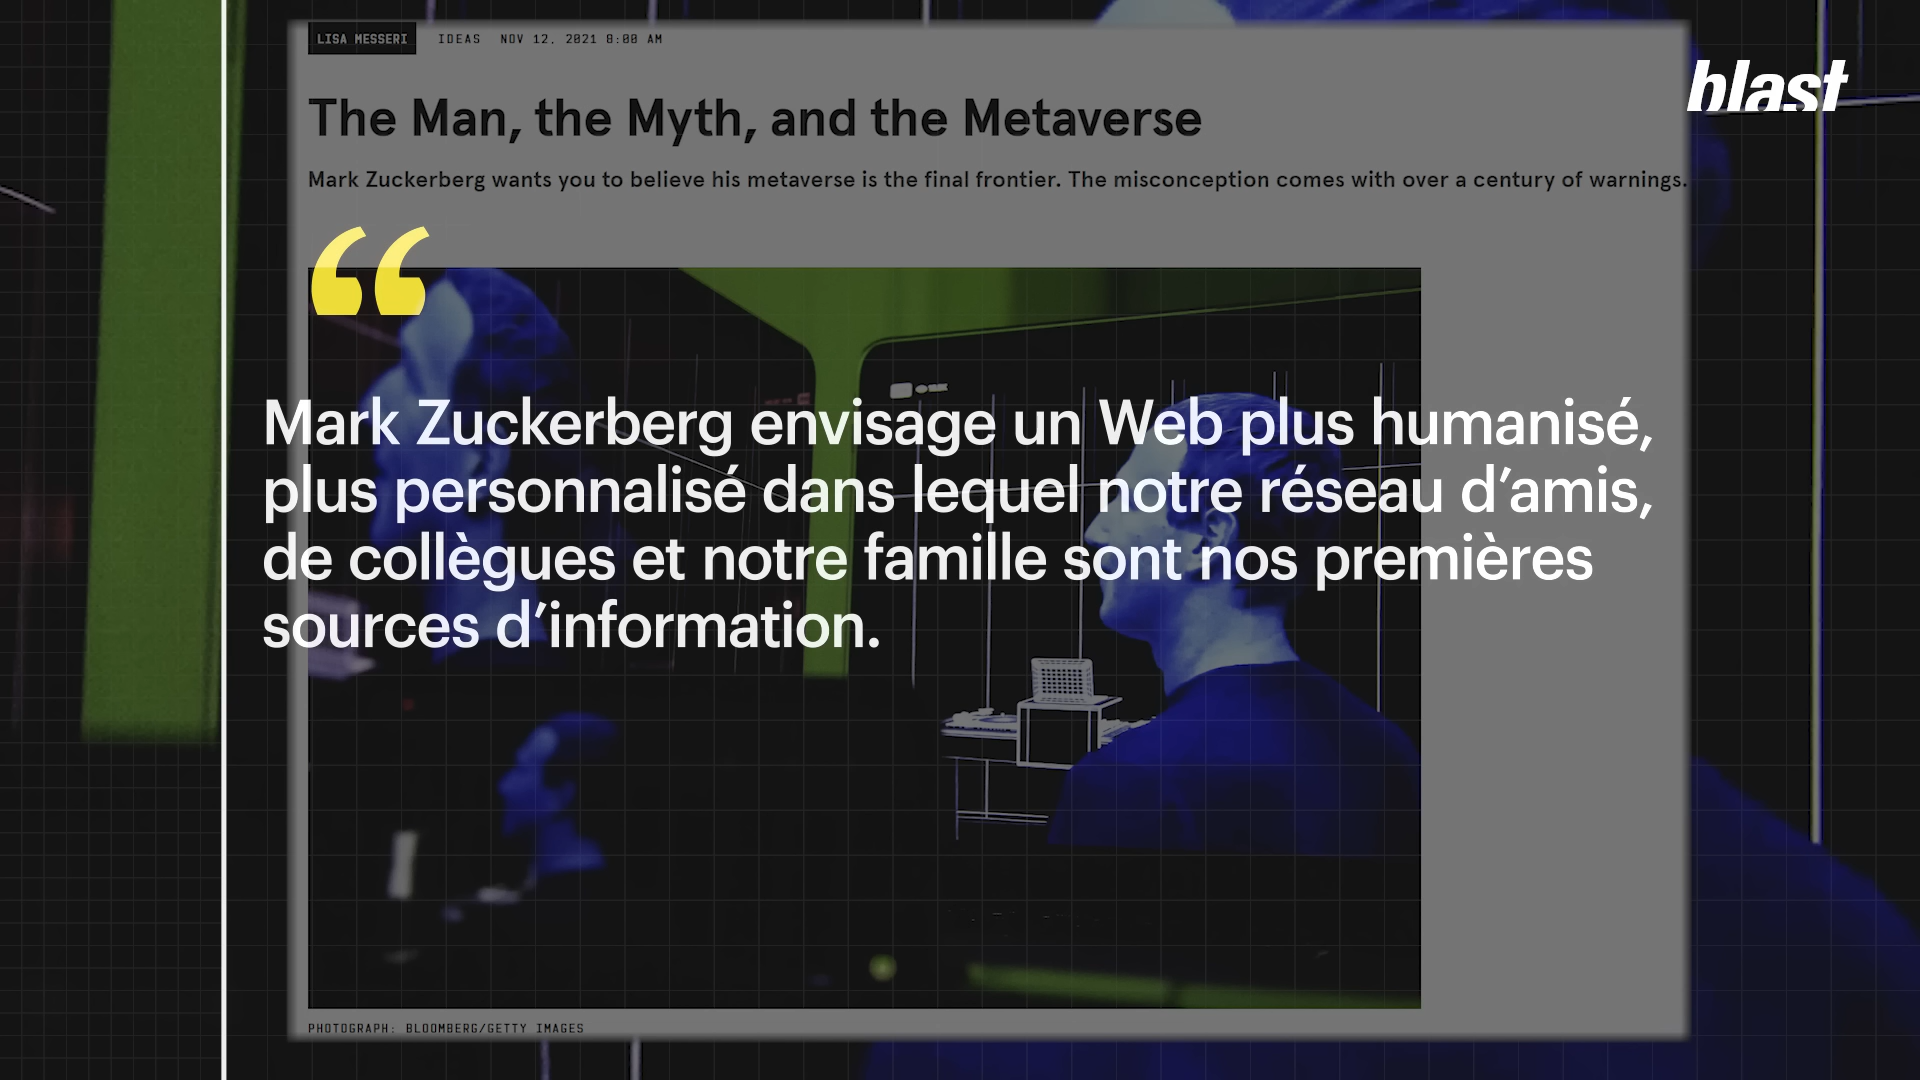 LISA MESSERI IDEAS NOV 12, 2021 8:00 AM
blast
The Man, the Myth, and the Metaverse
Mark Zuckerberg wants you to believe his metaverse is the final frontier. The misconception comes with over a century of warnings.
“
Mark Zuckerberg envisage un Web plus humanisé,
plus personnalisé dans lequel notre réseau d’amis,
de collègues et notre famille sont nos premières
sources d’information.
PHOTOGRAPH: BLOOMBERG/GETTY IMAGES